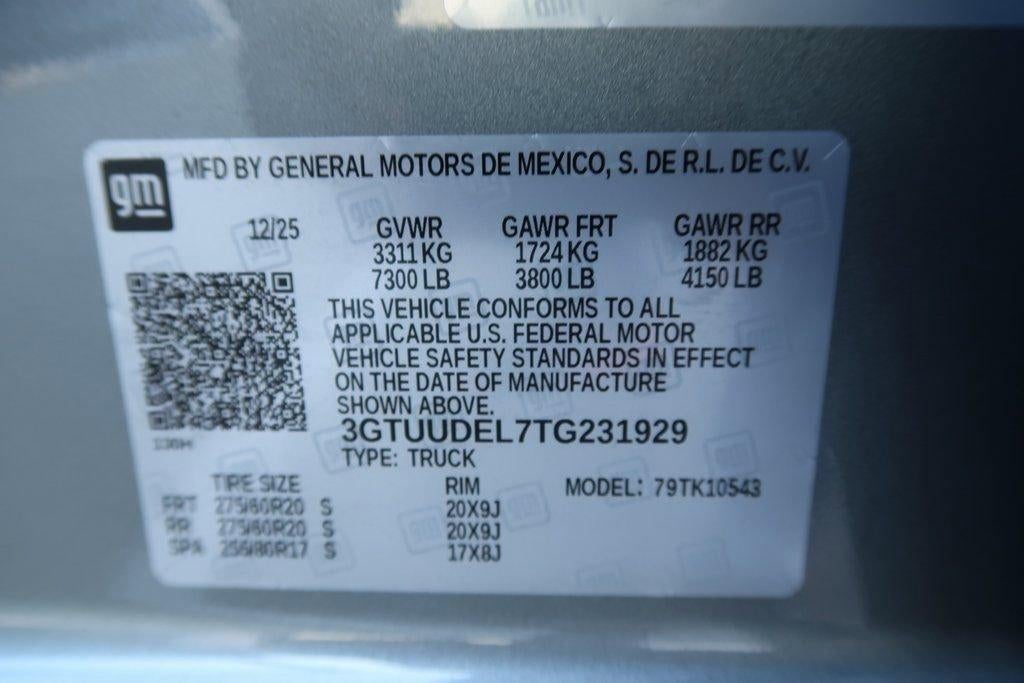 gm
MFD BY GENERAL MOTORS DE MEXICO, S. DE R.L. DE C.V.
12/25 GVWR GAWR FRT GAWR RR
3311 KG 1724 KG 1882 KG
7300 LB 3800 LB 4150 LB
THIS VEHICLE CONFORMS TO ALL
APPLICABLE U.S. FEDERAL MOTOR
VEHICLE SAFETY STANDARDS IN EFFECT
ON THE DATE OF MANUFACTURE
SHOWN ABOVE.
3GTUUDEL7TG231929
TYPE: TRUCK
TIRE SIZE RIM MODEL: 79TK10543
FRT 275/60R20 S 20X9J
RR 275/60R20 S 20X9J
SPA S 17X8J